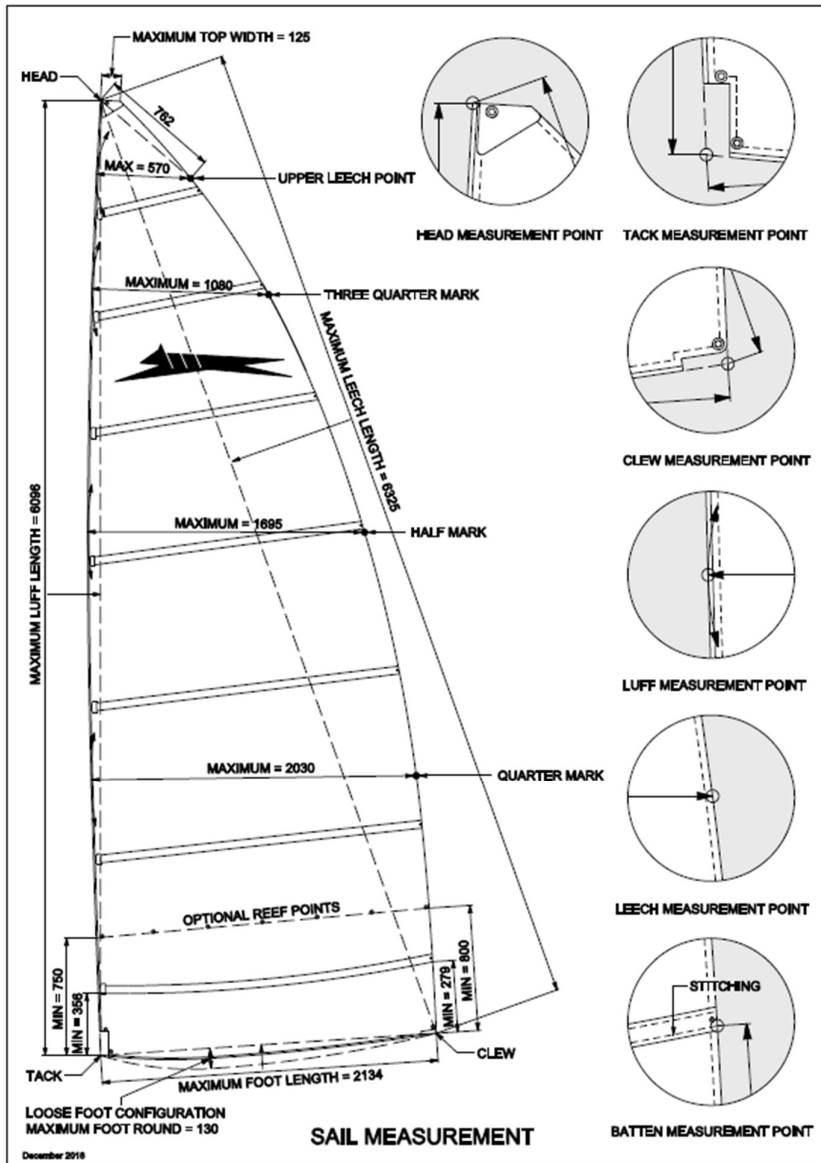 MAXIMUM TOP WIDTH = 125
HEAD
762
MAX = 570
UPPER LEECH POINT
HEAD MEASUREMENT POINT
TACK MEASUREMENT POINT
MAXIMUM = 1080
THREE QUARTER MARK
MAXIMUM LEECH LENGTH = 6325
CLEW MEASUREMENT POINT
MAXIMUM LUFF LENGTH = 6096
MAXIMUM = 1695
HALF MARK
LUFF MEASUREMENT POINT
MAXIMUM = 2030
QUARTER MARK
LEECH MEASUREMENT POINT
OPTIONAL REEF POINTS
MIN = 750
MIN = 356
MIN = 279
MIN = 800
STITCHING
CLEW
TACK
MAXIMUM FOOT LENGTH = 2134
LOOSE FOOT CONFIGURATION
MAXIMUM FOOT ROUND = 130
SAIL MEASUREMENT
BATTEN MEASUREMENT POINT
December 2018